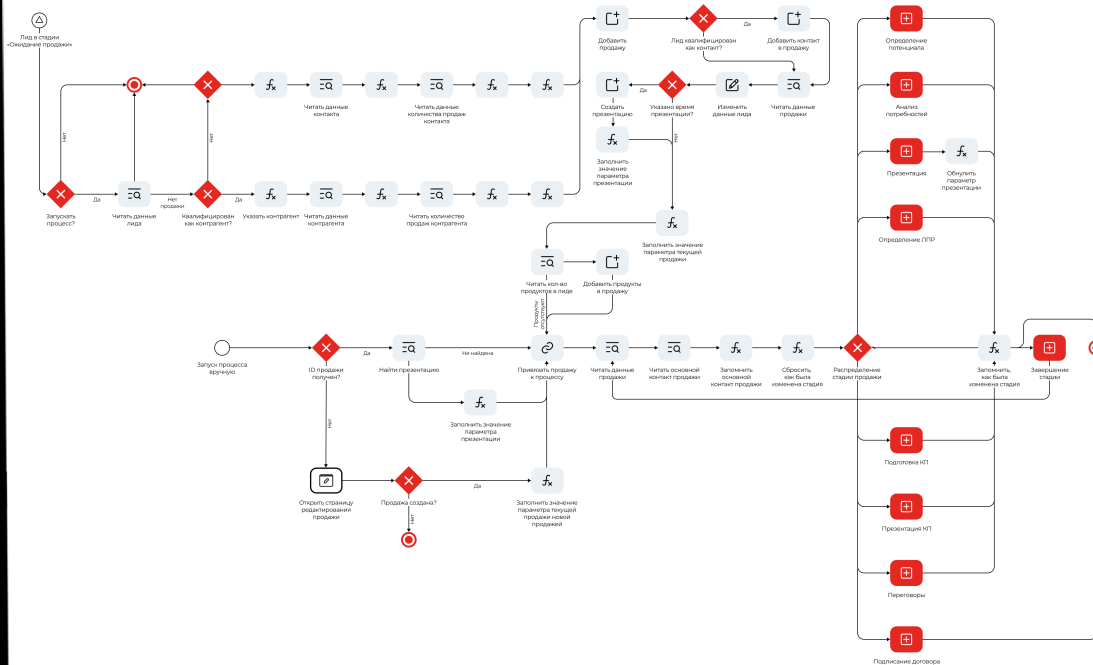 Лид в стадии
«Ожидание продажи»
Добавить
продажу
Лид квалифицирован
как контакт?
Да
Добавить контакт
в продажу
Определение
потенциала
Нет
Нет
Читать данные
контакта
Читать данные
количества продаж
контакта
Создать
презентацию
Да
Указано время
презентации?
Изменить
данные лида
Читать данные
продажи
Анализ
потребностей
Нет
Заполнить
значение
параметра
презентации
Презентация
Обнулить
параметр
презентации
Запускать
процесс?
Да
Читать данные
лида
Нет
продажи
Квалифицирован
как контрагент?
Да
Указать контрагент
Читать данные
контрагента
Читать количество
продаж контрагента
Заполнить значение
параметра текущей
продажи
Определение ППР
Читать кол-во
продуктов в лиде
Добавить продукты
в продажу
Продукты
отсутствуют
Запуск процесса
вручную
ID продажи
получен?
Да
Найти презентацию
Не найдена
Привязать продажу
к процессу
Читать данные
продажи
Читать основной
контакт продажи
Запомнить
основной
контакт продажи
Сбросить,
как была
изменена стадия
Распределение
стадии продажи
Запомнить,
как была
изменена стадия
Завершение
стадии
Нет
Заполнить значение
параметра
презентации
Подготовка КП
Открыть страницу
редактирования
продажи
Продажа создана?
Да
Нет
Заполнить значение
параметра текущей
продажи новой
продажей
Презентация КП
Переговоры
Подписание договора